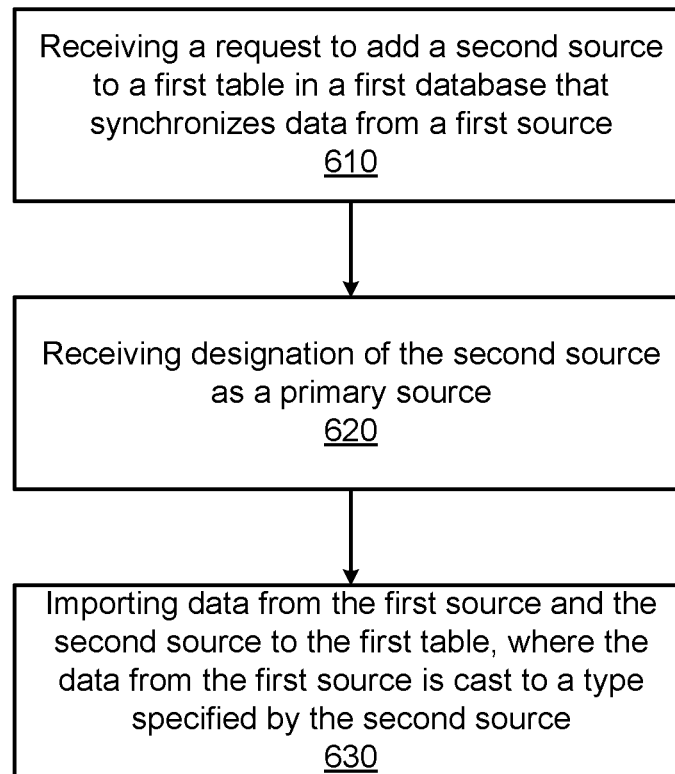 Receiving a request to add a second source
to a first table in a first database that
synchronizes data from a first source
610
Receiving designation of the second source
as a primary source
620
Importing data from the first source and the
second source to the first table, where the
data from the first source is cast to a type
specified by the second source
630